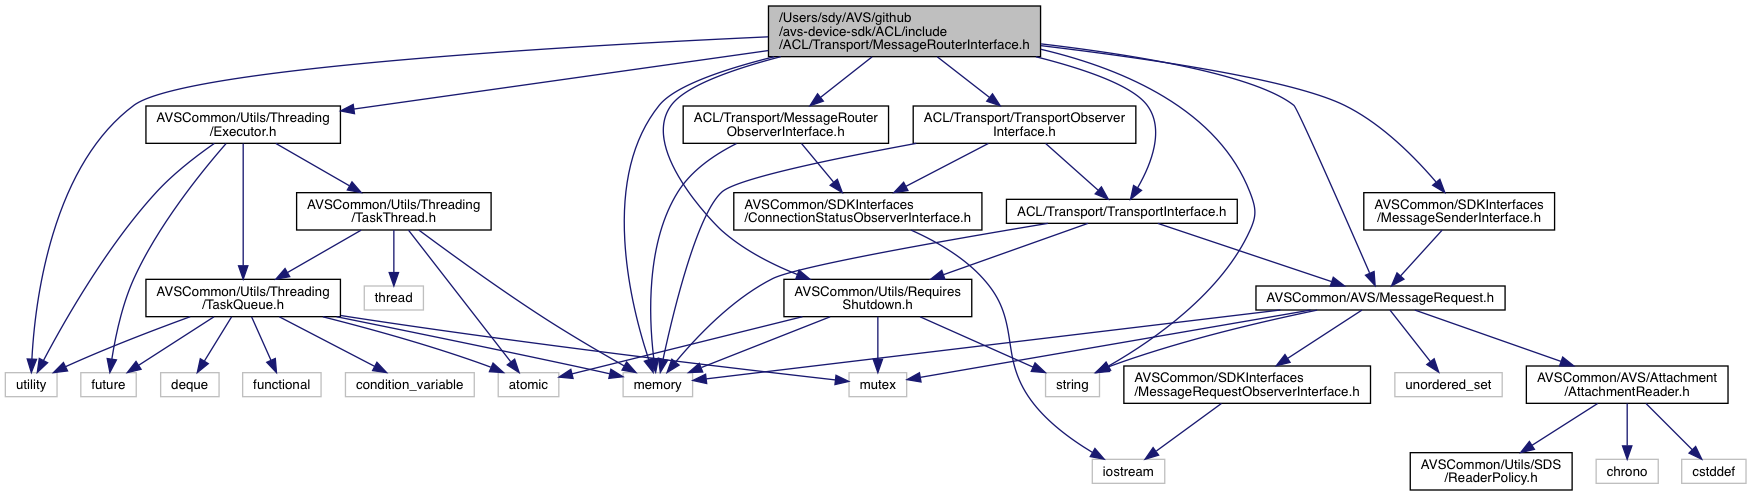 /Users/sdy/AVS/github
/avs-device-sdk/ACL/include
/ACL/Transport/MessageRouterInterface.h
AVSCommon/Utils/Threading
/Executor.h
ACL/Transport/MessageRouter
ObserverInterface.h
ACL/Transport/TransportObserver
Interface.h
AVSCommon/Utils/Threading
/TaskThread.h
AVSCommon/SDKInterfaces
/ConnectionStatusObserverInterface.h
ACL/Transport/TransportInterface.h
AVSCommon/SDKInterfaces
/MessageSenderInterface.h
AVSCommon/Utils/Threading
/TaskQueue.h
thread
AVSCommon/Utils/Requires
Shutdown.h
AVSCommon/AVS/MessageRequest.h
utility
future
deque
functional
condition_variable
atomic
memory
mutex
string
AVSCommon/SDKInterfaces
/MessageRequestObserverInterface.h
unordered_set
AVSCommon/AVS/Attachment
/AttachmentReader.h
iostream
AVSCommon/Utils/SDS
/ReaderPolicy.h
chrono
cstddef